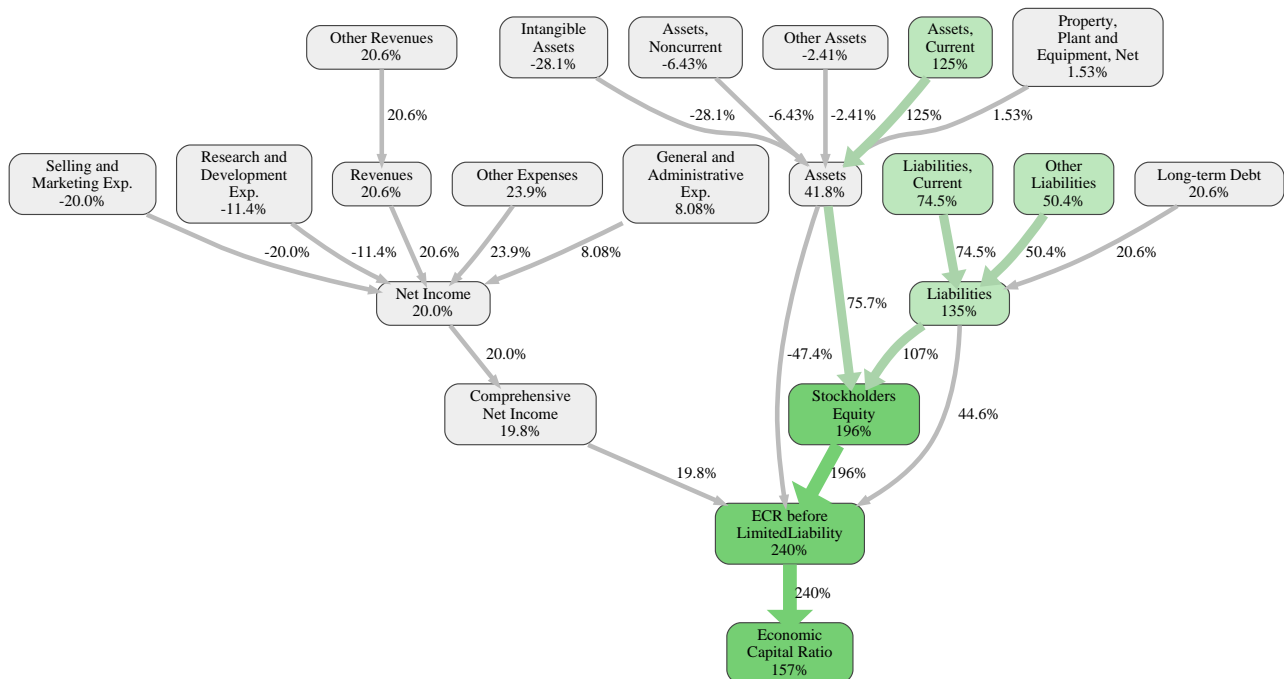 Other Revenues
20.6%
Intangible
Assets
-28.1%
Assets,
Noncurrent
-6.43%
Other Assets
-2.41%
Assets,
Current
125%
Property,
Plant and
Equipment, Net
1.53%
20.6%
-28.1%
-6.43%
-2.41%
125%
1.53%
Selling and
Marketing Exp.
-20.0%
Research and
Development
Exp.
-11.4%
Revenues
20.6%
Other Expenses
23.9%
General and
Administrative
Exp.
8.08%
Assets
41.8%
Liabilities,
Current
74.5%
Other
Liabilities
50.4%
Long-term Debt
20.6%
-20.0%
-11.4%
20.6%
23.9%
8.08%
74.5%
50.4%
20.6%
Net Income
20.0%
75.7%
Liabilities
135%
20.0%
-47.4%
107%
Comprehensive
Net Income
19.8%
Stockholders
Equity
196%
44.6%
19.8%
196%
ECR before
LimitedLiability
240%
240%
Economic
Capital Ratio
157%